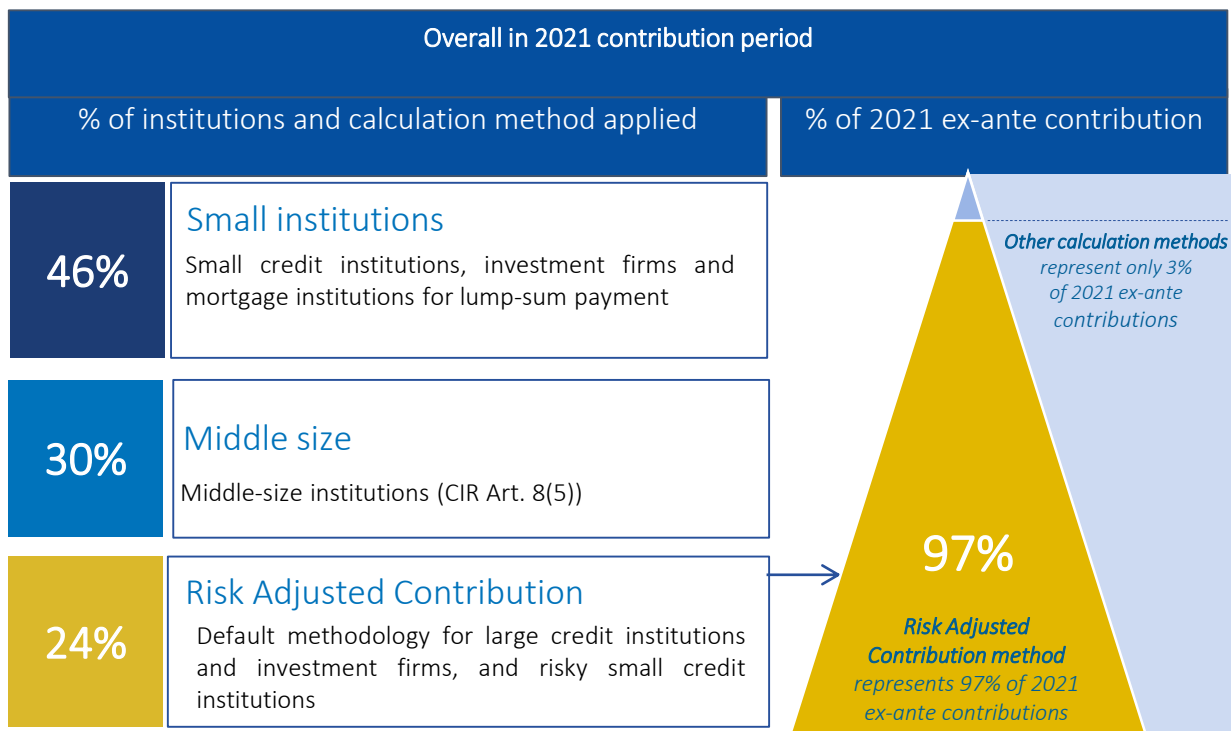 Overall in 2021 contribution period
% of institutions and calculation method applied
% of 2021 ex-ante contribution
46%
Small institutions
Small credit institutions, investment firms and
mortgage institutions for lump-sum payment
30%
Middle size
Middle-size institutions (CIR Art. 8(5))
24%
Risk Adjusted Contribution
Default methodology for large credit institutions
and investment firms, and risky small credit
institutions
Other calculation methods
represent only 3%
of 2021 ex-ante
contributions
97%
Risk Adjusted
Contribution method
represents 97% of 2021
ex-ante contributions